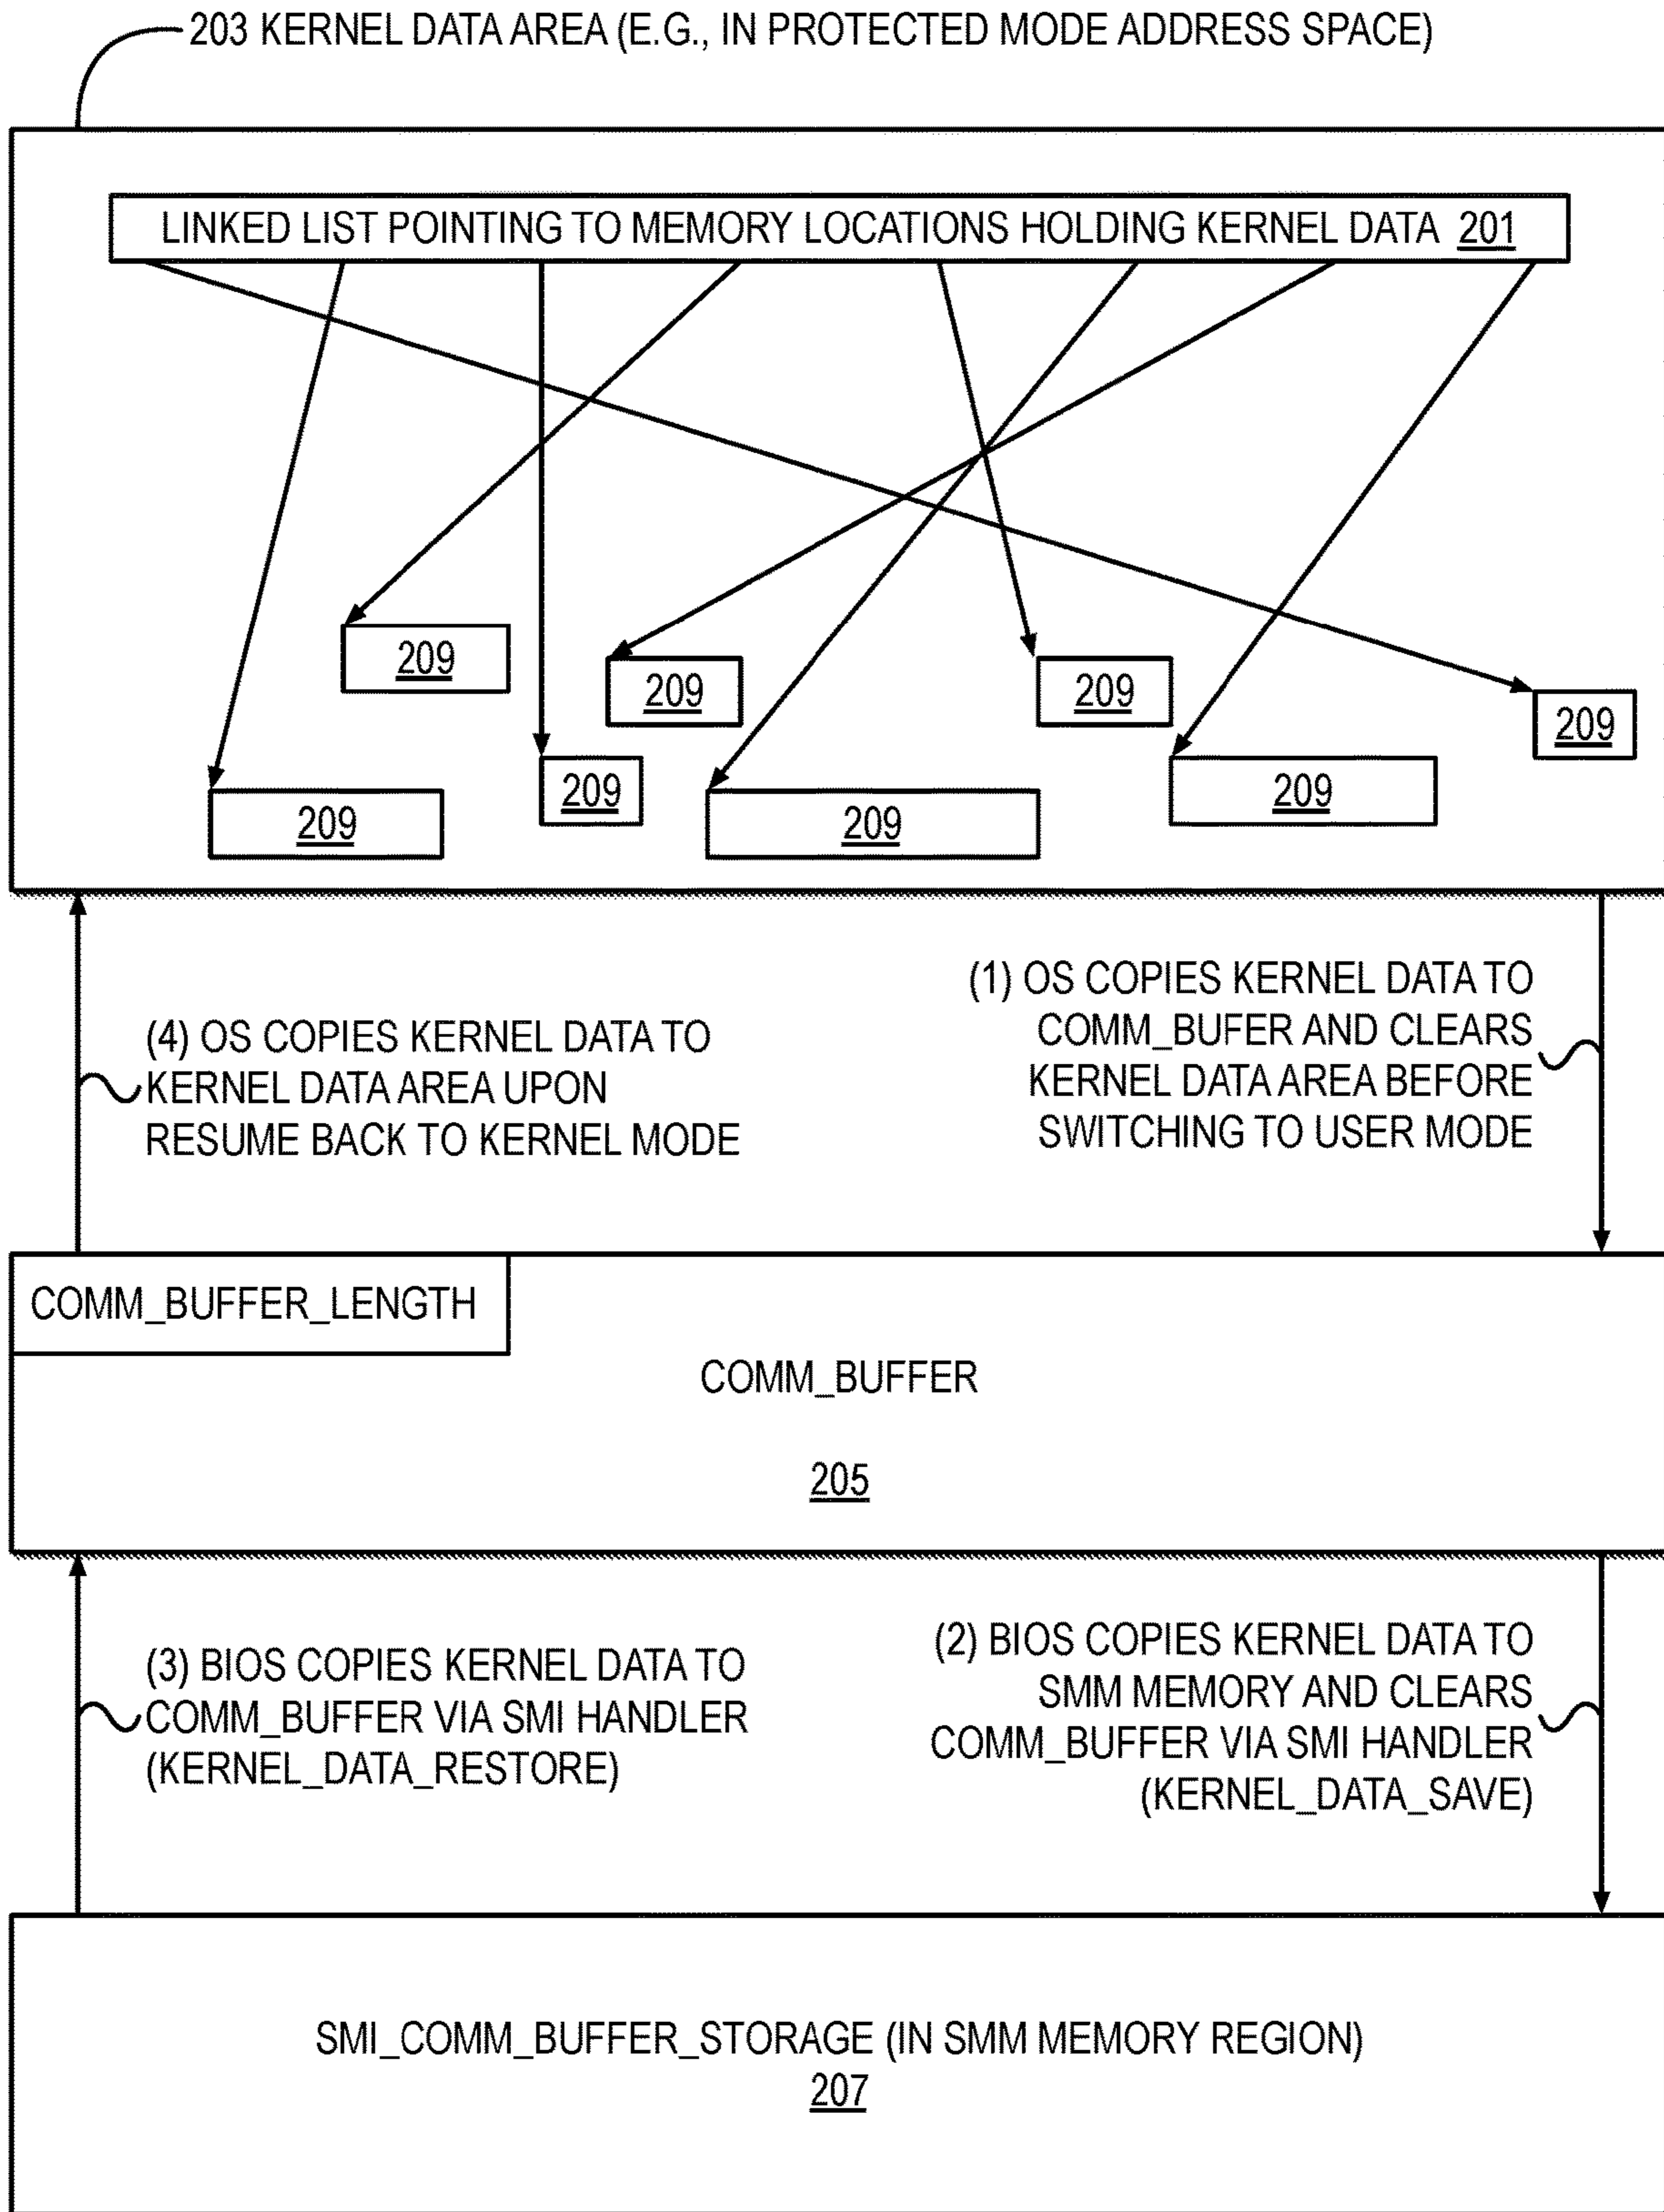 203 KERNEL DATA AREA (E.G., IN PROTECTED MODE ADDRESS SPACE)
LINKED LIST POINTING TO MEMORY LOCATIONS HOLDING KERNEL DATA 201
209
209
209
209
209
209
209
209
(1) OS COPIES KERNEL DATA TO
COMM_BUFER AND CLEARS
KERNEL DATA AREA BEFORE
SWITCHING TO USER MODE
(4) OS COPIES KERNEL DATA TO
KERNEL DATA AREA UPON
RESUME BACK TO KERNEL MODE
COMM_BUFFER_LENGTH
COMM_BUFFER
205
(2) BIOS COPIES KERNEL DATA TO
SMM MEMORY AND CLEARS
COMM_BUFFER VIA SMI HANDLER
(KERNEL_DATA_SAVE)
(3) BIOS COPIES KERNEL DATA TO
COMM_BUFFER VIA SMI HANDLER
(KERNEL_DATA_RESTORE)
SMI_COMM_BUFFER_STORAGE (IN SMM MEMORY REGION)
207